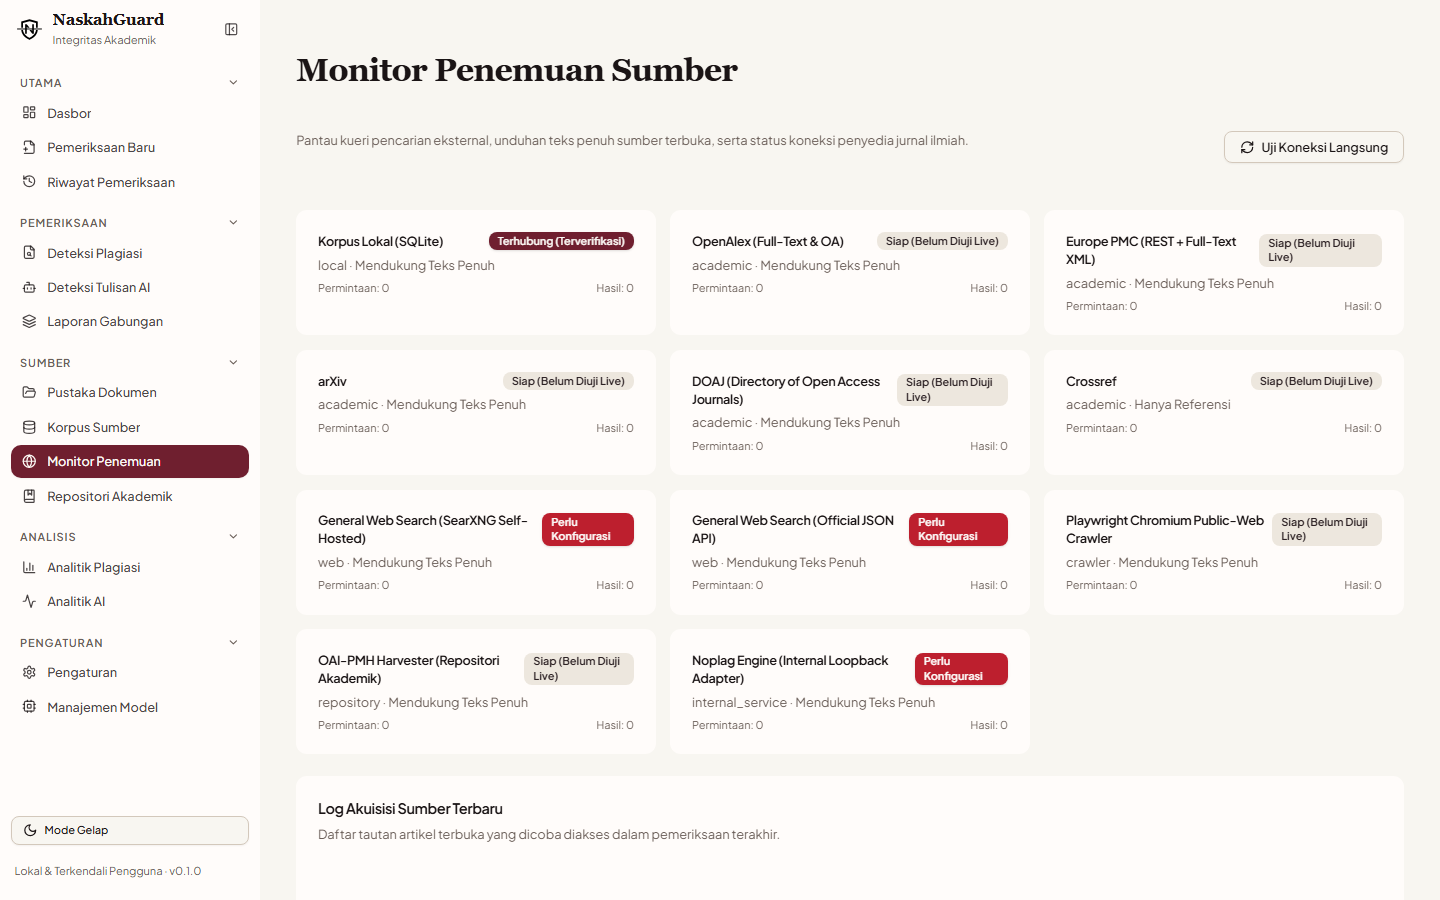 NaskahGuard
Integritas Akademik
UTAMA
Dasbor
Pemeriksaan Baru
Riwayat Pemeriksaan
PEMERIKSAAN
Deteksi Plagiasi
Deteksi Tulisan AI
Laporan Gabungan
SUMBER
Pustaka Dokumen
Korpus Sumber
Monitor Penemuan
Repositori Akademik
ANALISIS
Analitik Plagiasi
Analitik AI
PENGATURAN
Pengaturan
Manajemen Model
Mode Gelap
Lokal & Terkendali Pengguna · v0.1.0
Monitor Penemuan Sumber
Pantau kueri pencarian eksternal, unduhan teks penuh sumber terbuka, serta status koneksi penyedia jurnal ilmiah.
Uji Koneksi Langsung
Korpus Lokal (SQLite)
Terhubung (Terverifikasi)
local · Mendukung Teks Penuh
Permintaan: 0
Hasil: 0
OpenAlex (Full-Text & OA)
Siap (Belum Diuji Live)
academic · Mendukung Teks Penuh
Permintaan: 0
Hasil: 0
Europe PMC (REST + Full-Text
XML)
Siap (Belum Diuji
Live)
academic · Mendukung Teks Penuh
Permintaan: 0
Hasil: 0
arXiv
Siap (Belum Diuji Live)
academic · Mendukung Teks Penuh
Permintaan: 0
Hasil: 0
DOAJ (Directory of Open Access
Journals)
Siap (Belum Diuji
Live)
academic · Mendukung Teks Penuh
Permintaan: 0
Hasil: 0
Crossref
Siap (Belum Diuji Live)
academic · Hanya Referensi
Permintaan: 0
Hasil: 0
General Web Search (SearXNG Self-
Hosted)
Perlu
Konfigurasi
web · Mendukung Teks Penuh
Permintaan: 0
Hasil: 0
General Web Search (Official JSON
API)
Perlu
Konfigurasi
web · Mendukung Teks Penuh
Permintaan: 0
Hasil: 0
Playwright Chromium Public-Web
Crawler
Siap (Belum Diuji
Live)
crawler · Mendukung Teks Penuh
Permintaan: 0
Hasil: 0
OAI-PMH Harvester (Repositori
Akademik)
Siap (Belum Diuji
Live)
repository · Mendukung Teks Penuh
Permintaan: 0
Hasil: 0
Noplag Engine (Internal Loopback
Adapter)
Perlu
Konfigurasi
internal_service · Mendukung Teks Penuh
Permintaan: 0
Hasil: 0
Log Akuisisi Sumber Terbaru
Daftar tautan artikel terbuka yang dicoba diakses dalam pemeriksaan terakhir.